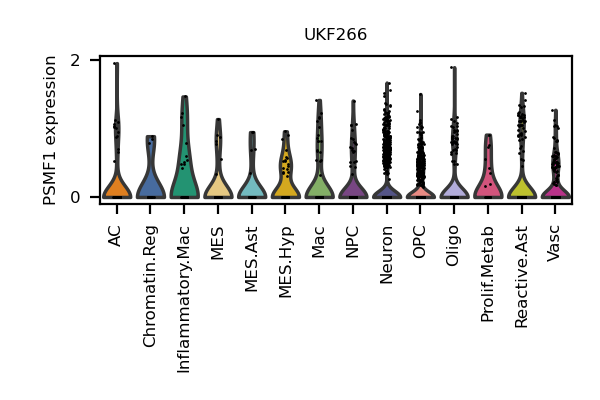 UKF266
PSMF1 expression
2
0
AC
Chromatin.Reg
Inflammatory.Mac
MES
MES.Ast
MES.Hyp
Mac
NPC
Neuron
OPC
Oligo
Prolif.Metab
Reactive.Ast
Vasc